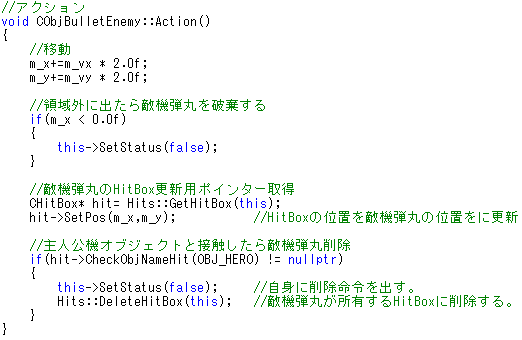 //アクション
void CObjBulletEnemy::Action()
{
    //移動
    m_x+=m_vx * 2.0f;
    m_y+=m_vy * 2.0f;

    //領域外に出たら敵機弾丸を破棄する
    if(m_x < 0.0f)
    {
        this->SetStatus(false);
    }

    //敵機弾丸のHitBox更新用ポインター取得
    CHitBox* hit= Hits::GetHitBox(this);
    hit->SetPos(m_x,m_y);          //HitBoxの位置を敵機弾丸の位置をに更新

    //主人公機オブジェクトと接触したら敵機弾丸削除
    if(hit->CheckObjNameHit(OBJ_HERO) != nullptr)
    {
        this->SetStatus(false);    //自身に削除命令を出す。
        Hits::DeleteHitBox(this);  //敵機弾丸が所有するHitBoxに削除する。
    }
}